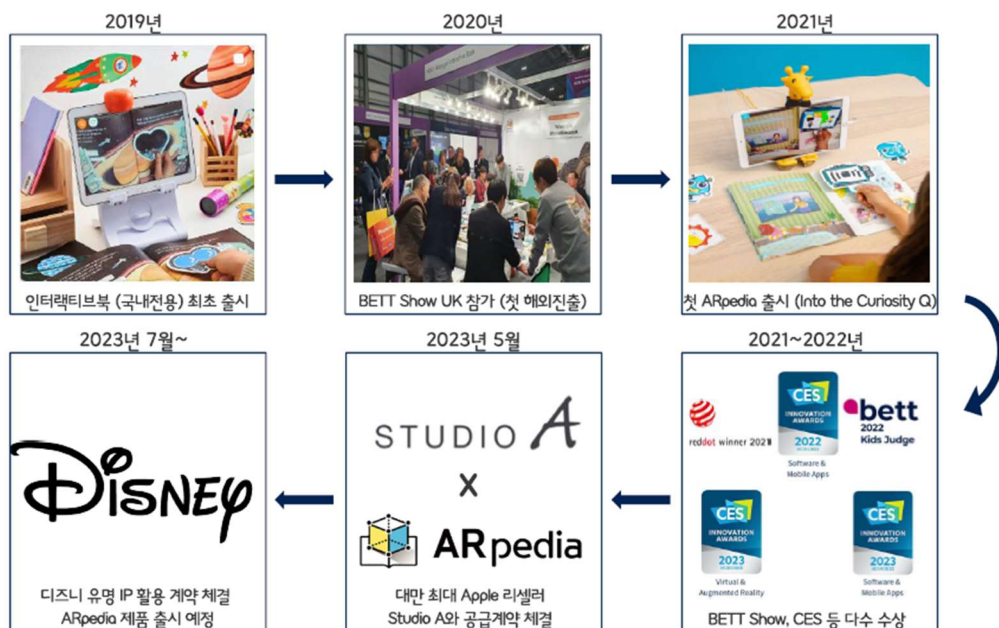 2019년
인터랙티브북 (국내전용) 최초 출시
2020년
BETT Show UK 참가 (첫 해외진출)
2021년
첫 ARpedia 출시 (Into the Curiosity Q)
2021~2022년
reddot winner 2021
CES
INNOVATION
AWARDS
2022
Software &
Mobile Apps
bett
2022
Kids Judge
CES
INNOVATION
AWARDS
2023
Virtual &
Augmented Reality
CES
INNOVATION
AWARDS
2023
Software &
Mobile Apps
BETT Show, CES 등 다수 수상
2023년 5월
STUDIO A
X
ARpedia
대만 최대 Apple 리셀러
Studio A와 공급계약 체결
2023년 7월~
DISNEY
디즈니 유명 IP 활용 계약 체결
ARpedia 제품 출시 예정